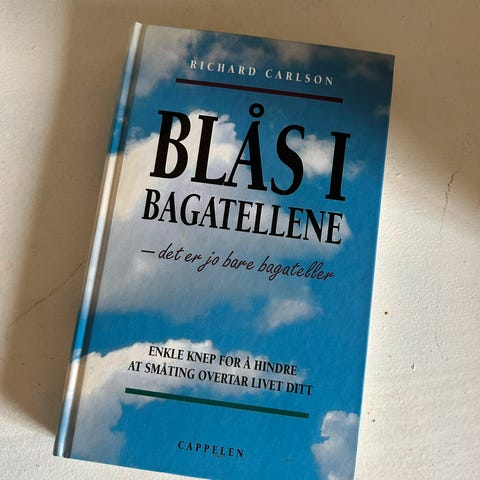 RICHARD CARLSON
BLÅS I
BAGATELLENE
– det er jo bare bagateller
ENKLE KNEP FOR Å HINDRE
AT SMÅTING OVERTAR LIVET DITT
CAPPELEN